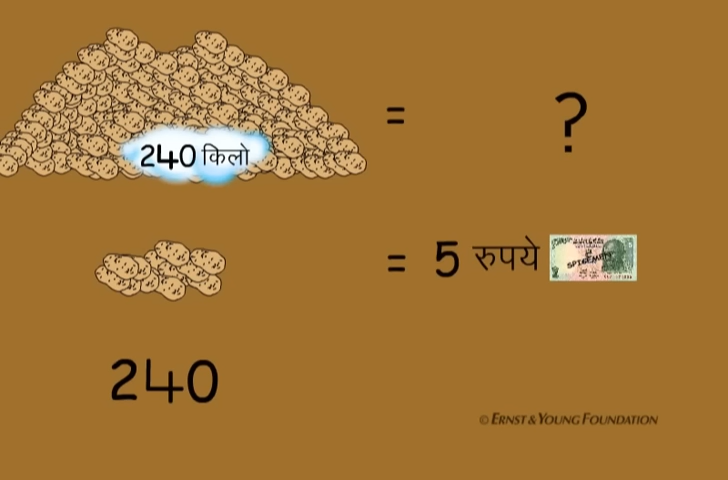 240 किलो
=
?
= 5 रुपये
240
© ERNST & YOUNG FOUNDATION